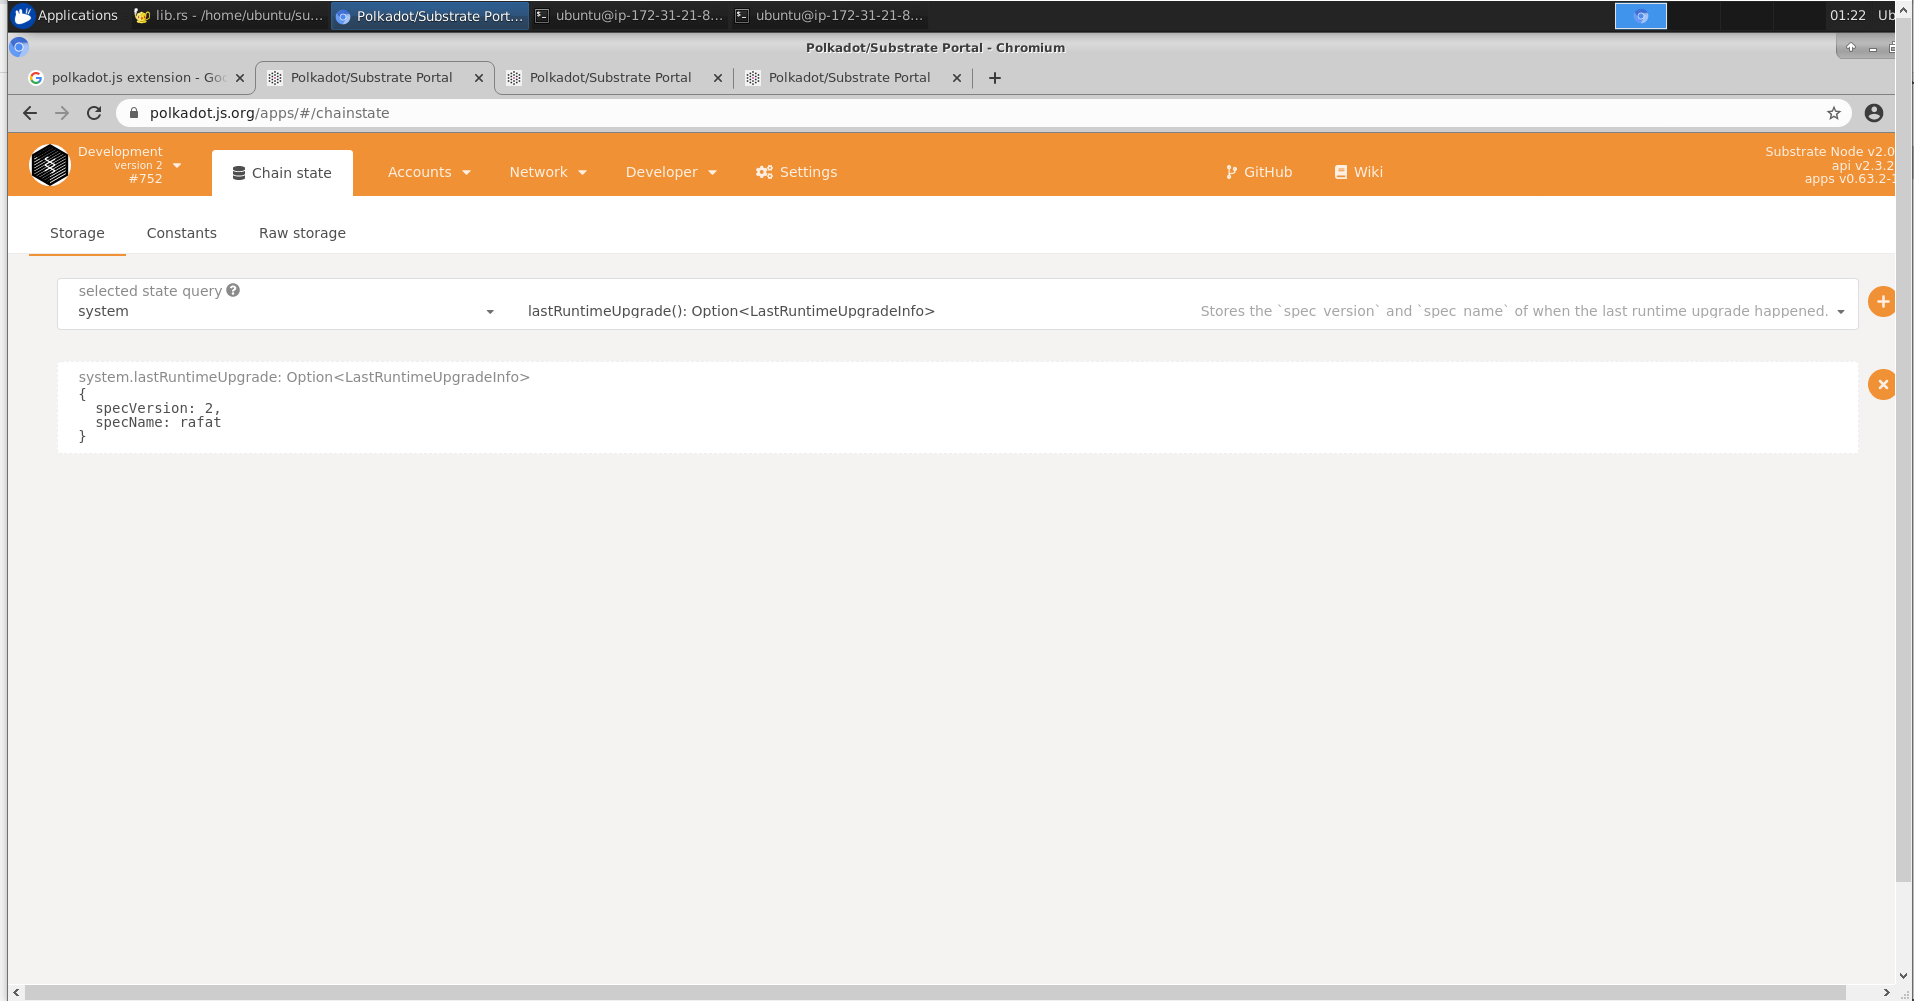 Applications
lib.rs - /home/ubuntu/su...
Polkadot/Substrate Port...
ubuntu@ip-172-31-21-8...
ubuntu@ip-172-31-21-8...
01:22
Ub
Polkadot/Substrate Portal - Chromium
polkadot.js extension - Goo
Polkadot/Substrate Portal
Polkadot/Substrate Portal
Polkadot/Substrate Portal
polkadot.js.org/apps/#/chainstate
Development
version 2
#752
Chain state
Accounts
Network
Developer
Settings
GitHub
Wiki
Substrate Node v2.0
api v2.3.2
apps v0.63.2-1
Storage
Constants
Raw storage
selected state query
system
lastRuntimeUpgrade(): Option<LastRuntimeUpgradeInfo>
Stores the `spec_version` and `spec_name` of when the last runtime upgrade happened.
system.lastRuntimeUpgrade: Option<LastRuntimeUpgradeInfo>
{
specVersion: 2,
specName: rafat
}